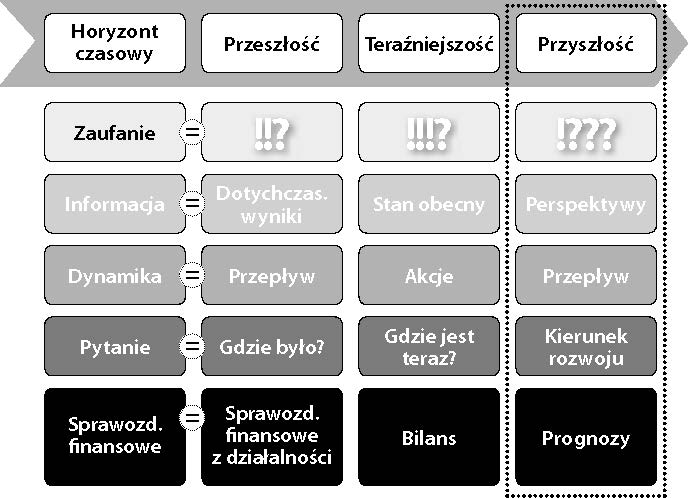 Horyzont
czasowy
Przeszłość
Teraźniejszość
Przyszłość
Zaufanie
=
!!?
!!!?
!???
Informacja
=
Dotychczas.
wyniki
Stan obecny
Perspektywy
Dynamika
=
Przepływ
Akcje
Przepływ
Pytanie
=
Gdzie było?
Gdzie jest
teraz?
Kierunek
rozwoju
Sprawozd.
finansowe
=
Sprawozd.
finansowe
z działalności
Bilans
Prognozy